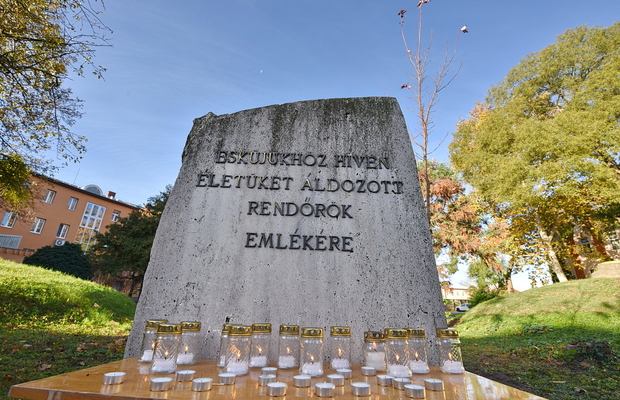 ESKÜJÜKHÖZ HÍVEN
ÉLETÜKET ÁLDOZOTT
RENDŐRÖK
EMLÉKÉRE